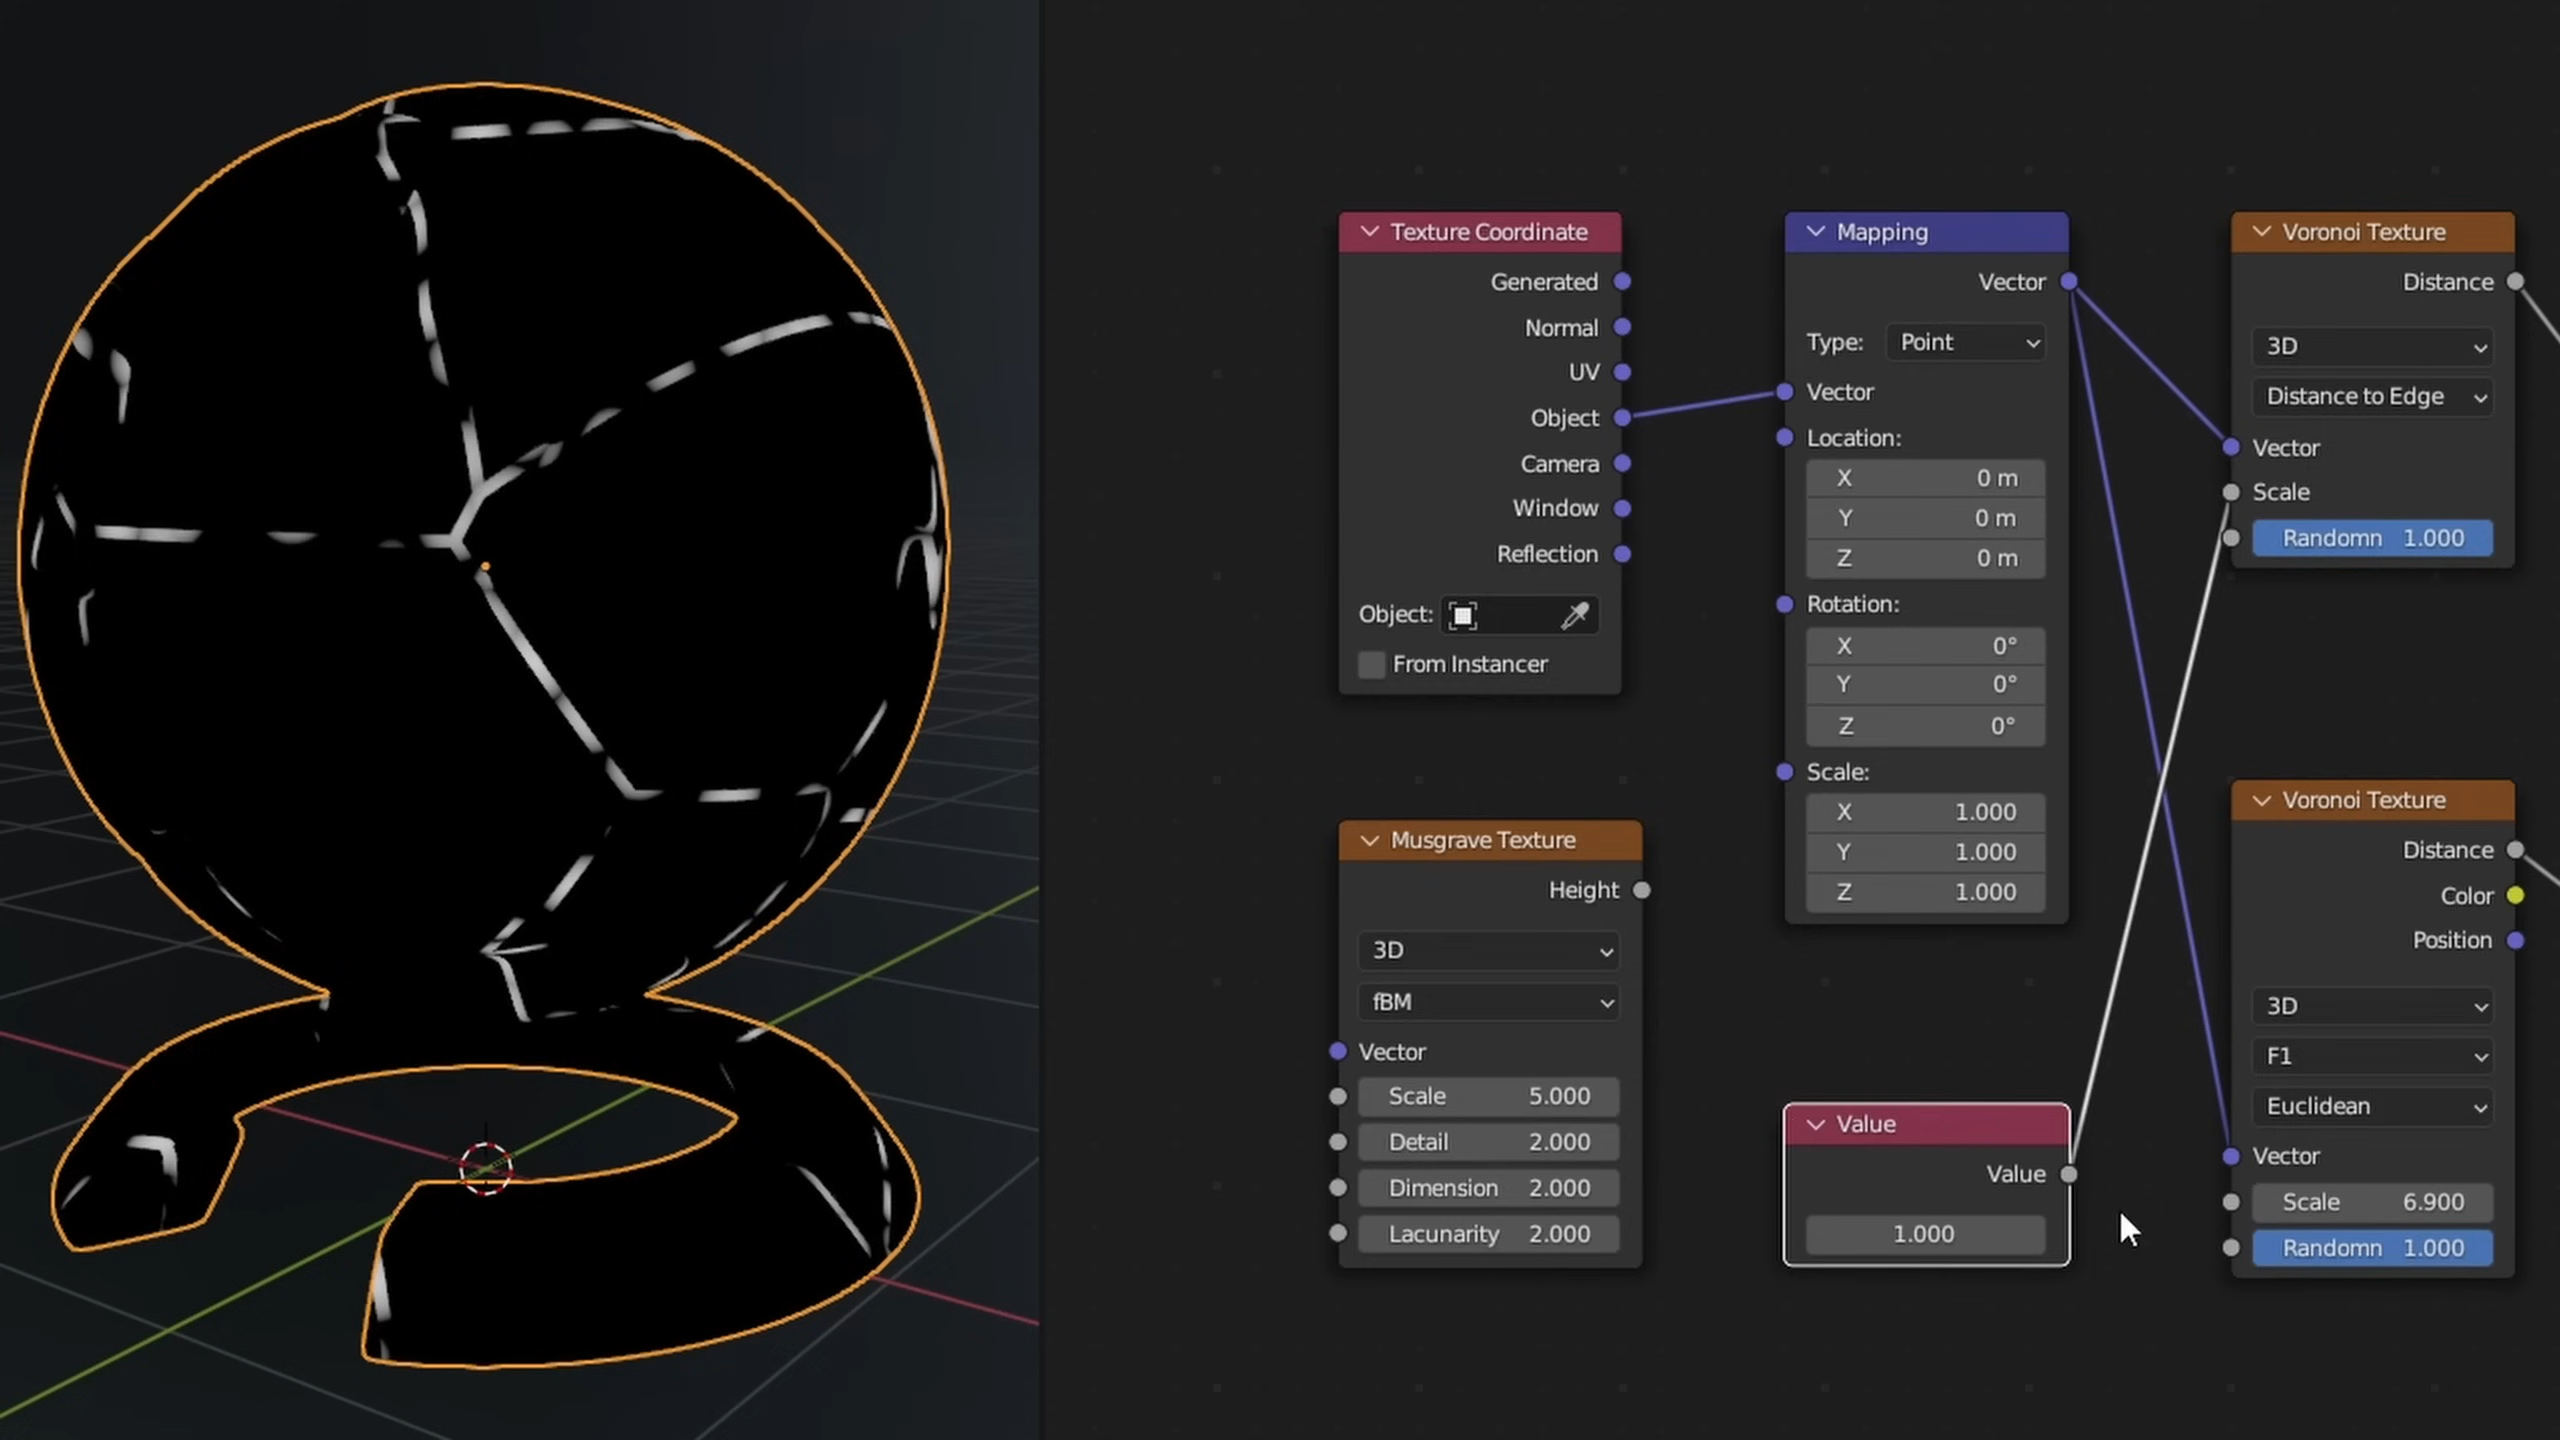 Texture Coordinate
Generated
Normal
UV
Object
Camera
Window
Reflection
Object:
From Instancer
Musgrave Texture
Height
3D
fBM
Vector
Scale 5.000
Detail 2.000
Dimension 2.000
Lacunarity 2.000
Mapping
Vector
Type: Point
Vector
Location:
X 0 m
Y 0 m
Z 0 m
Rotation:
X 0°
Y 0°
Z 0°
Scale:
X 1.000
Y 1.000
Z 1.000
Value
Value
1.000
Voronoi Texture
Distance
3D
Distance to Edge
Vector
Scale
Randomn 1.000
Voronoi Texture
Distance
Color
Position
3D
F1
Euclidean
Vector
Scale 6.900
Randomn 1.000